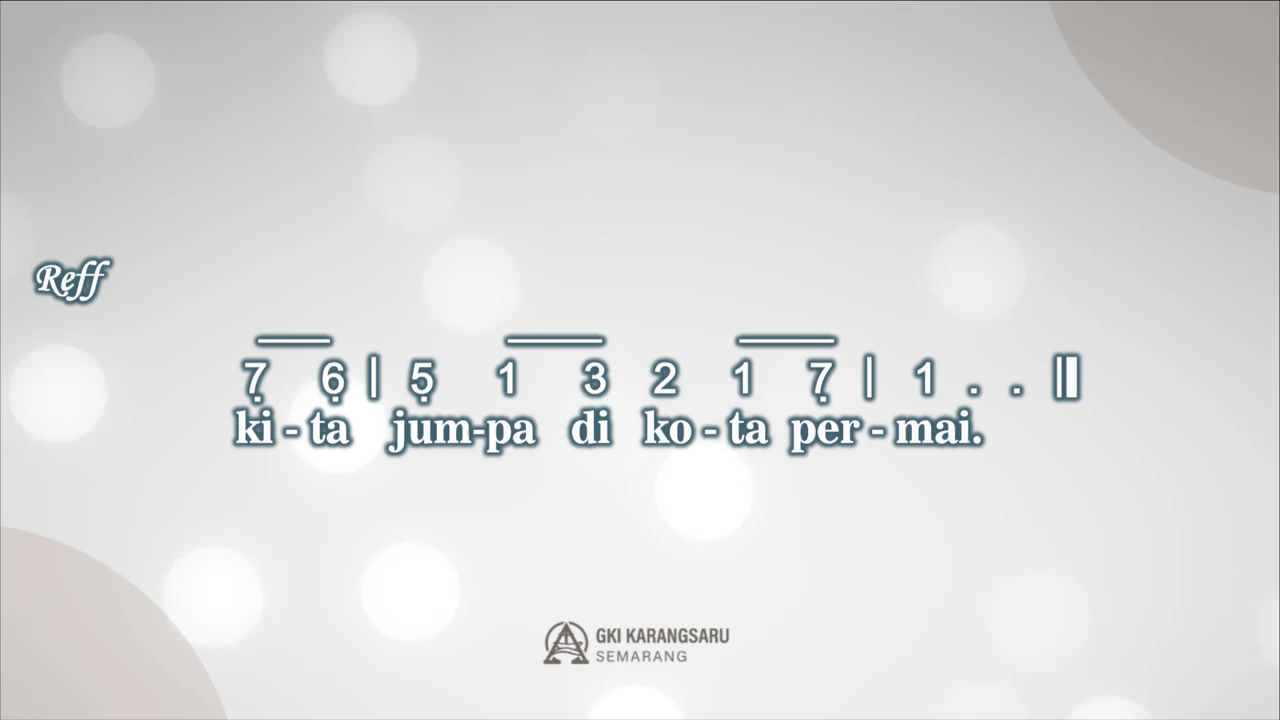 Reff
7̣ 6̣ | 5̣ 1 3 2 1 7̣ | 1 . . ‖
ki - ta jum-pa di ko - ta per - mai.
GKI KARANGSARU
SEMARANG